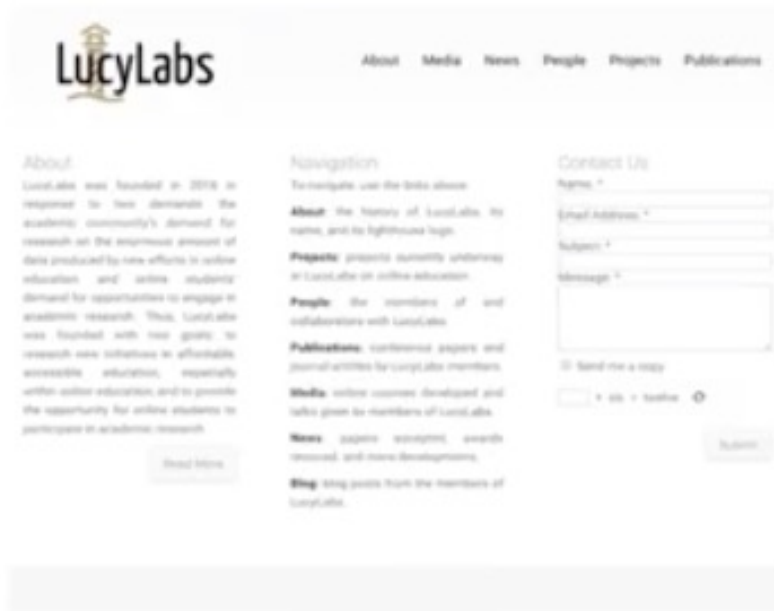 LucyLabs
About Media News People Projects Publications
About
LucyLabs was founded in 2016 in
response to two demands: the
academic community's demand for
research on the enormous amount of
data produced by new efforts in online
education and online students'
demand for opportunities to engage in
academic research. Thus, LucyLabs
was founded with two goals: to
research new initiatives in affordable,
accessible education, especially
within online education, and to provide
the opportunity for online students to
participate in academic research.
Read More
Navigation
To navigate, use the links above:
About: the history of LucyLabs, its
name, and its lighthouse logo.
Projects: projects currently underway
in LucyLabs on online education.
People: the members of and
collaborators with LucyLabs.
Publications: conference papers and
journal articles by LucyLabs members.
Media: online courses developed and
talks given by members of LucyLabs.
News: papers accepted, awards
received, and more developments.
Blog: blog posts from the members of
LucyLabs.
Contact Us
Name: *
Email Address: *
Subject: *
Message: *
Send me a copy
+ six = twelve
Submit